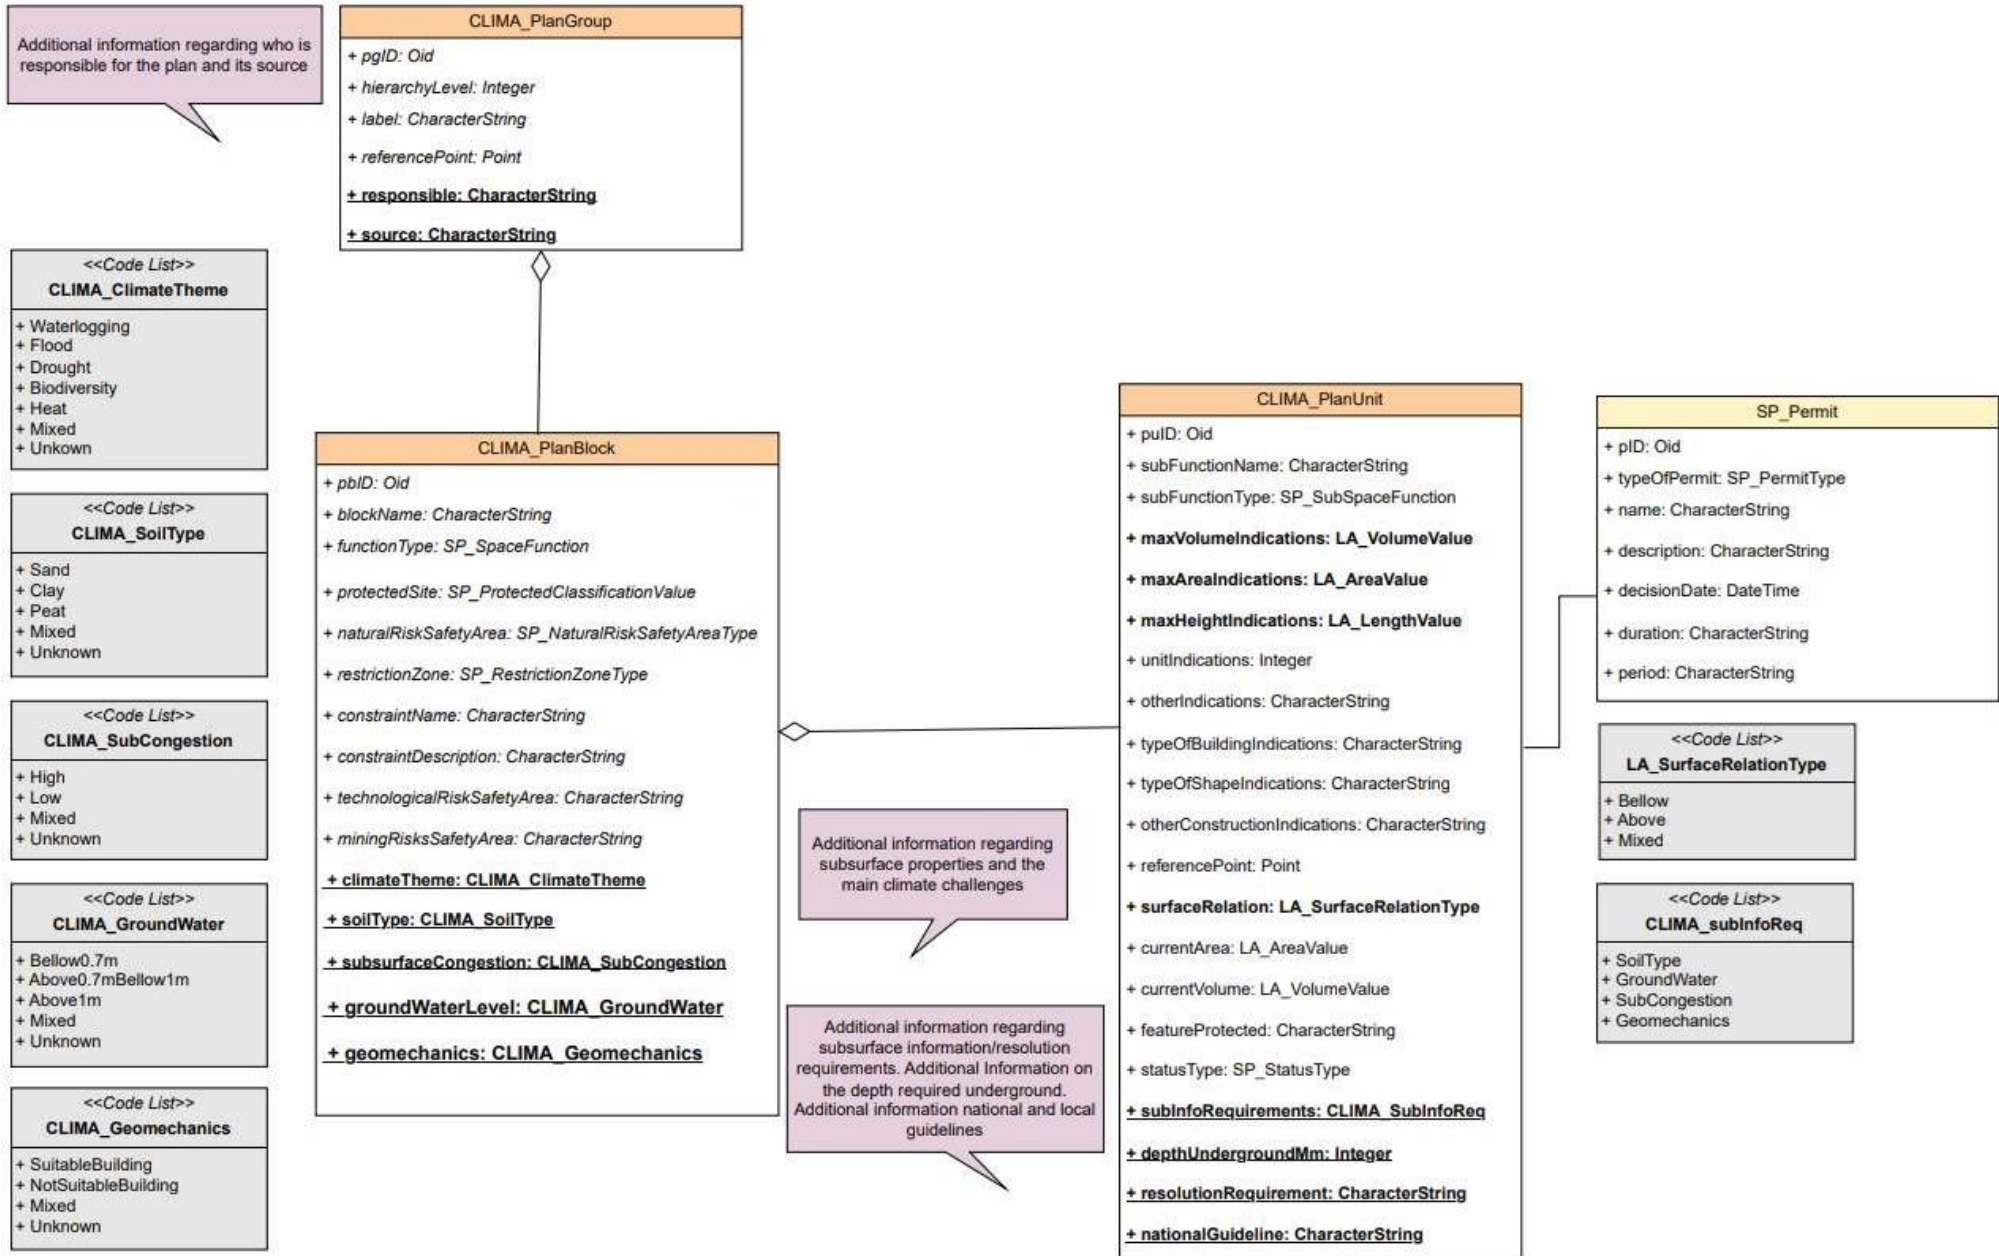 Additional information regarding who is
responsible for the plan and its source
CLIMA_PlanGroup
+ pgID: Oid
+ hierarchyLevel: Integer
+ label: CharacterString
+ referencePoint: Point
+ responsible: CharacterString
+ source: CharacterString
<<Code List>>
CLIMA_ClimateTheme
+ Waterlogging
+ Flood
+ Drought
+ Biodiversity
+ Heat
+ Mixed
+ Unkown
<<Code List>>
CLIMA_SoilType
+ Sand
+ Clay
+ Peat
+ Mixed
+ Unknown
<<Code List>>
CLIMA_SubCongestion
+ High
+ Low
+ Mixed
+ Unknown
<<Code List>>
CLIMA_GroundWater
+ Bellow0.7m
+ Above0.7mBellow1m
+ Above1m
+ Mixed
+ Unknown
<<Code List>>
CLIMA_Geomechanics
+ SuitableBuilding
+ NotSuitableBuilding
+ Mixed
+ Unknown
CLIMA_PlanBlock
+ pbID: Oid
+ blockName: CharacterString
+ functionType: SP_SpaceFunction
+ protectedSite: SP_ProtectedClassificationValue
+ naturalRiskSafetyArea: SP_NaturalRiskSafetyAreaType
+ restrictionZone: SP_RestrictionZoneType
+ constraintName: CharacterString
+ constraintDescription: CharacterString
+ technologicalRiskSafetyArea: CharacterString
+ miningRisksSafetyArea: CharacterString
+ climateTheme: CLIMA_ClimateTheme
+ soilType: CLIMA_SoilType
+ subsurfaceCongestion: CLIMA_SubCongestion
+ groundWaterLevel: CLIMA_GroundWater
+ geomechanics: CLIMA_Geomechanics
Additional information regarding
subsurface properties and the
main climate challenges
Additional information regarding
subsurface information/resolution
requirements. Additional Information on
the depth required underground.
Additional information national and local
guidelines
CLIMA_PlanUnit
+ puID: Oid
+ subFunctionName: CharacterString
+ subFunctionType: SP_SubSpaceFunction
+ maxVolumeIndications: LA_VolumeValue
+ maxAreaIndications: LA_AreaValue
+ maxHeightIndications: LA_LengthValue
+ unitIndications: Integer
+ otherIndications: CharacterString
+ typeOfBuildingIndications: CharacterString
+ typeOfShapeIndications: CharacterString
+ otherConstructionIndications: CharacterString
+ referencePoint: Point
+ surfaceRelation: LA_SurfaceRelationType
+ currentArea: LA_AreaValue
+ currentVolume: LA_VolumeValue
+ featureProtected: CharacterString
+ statusType: SP_StatusType
+ subInfoRequirements: CLIMA_SubInfoReq
+ depthUndergroundMm: Integer
+ resolutionRequirement: CharacterString
+ nationalGuideline: CharacterString
SP_Permit
+ pID: Oid
+ typeOfPermit: SP_PermitType
+ name: CharacterString
+ description: CharacterString
+ decisionDate: DateTime
+ duration: CharacterString
+ period: CharacterString
<<Code List>>
LA_SurfaceRelationType
+ Bellow
+ Above
+ Mixed
<<Code List>>
CLIMA_subInfoReq
+ SoilType
+ GroundWater
+ SubCongestion
+ Geomechanics